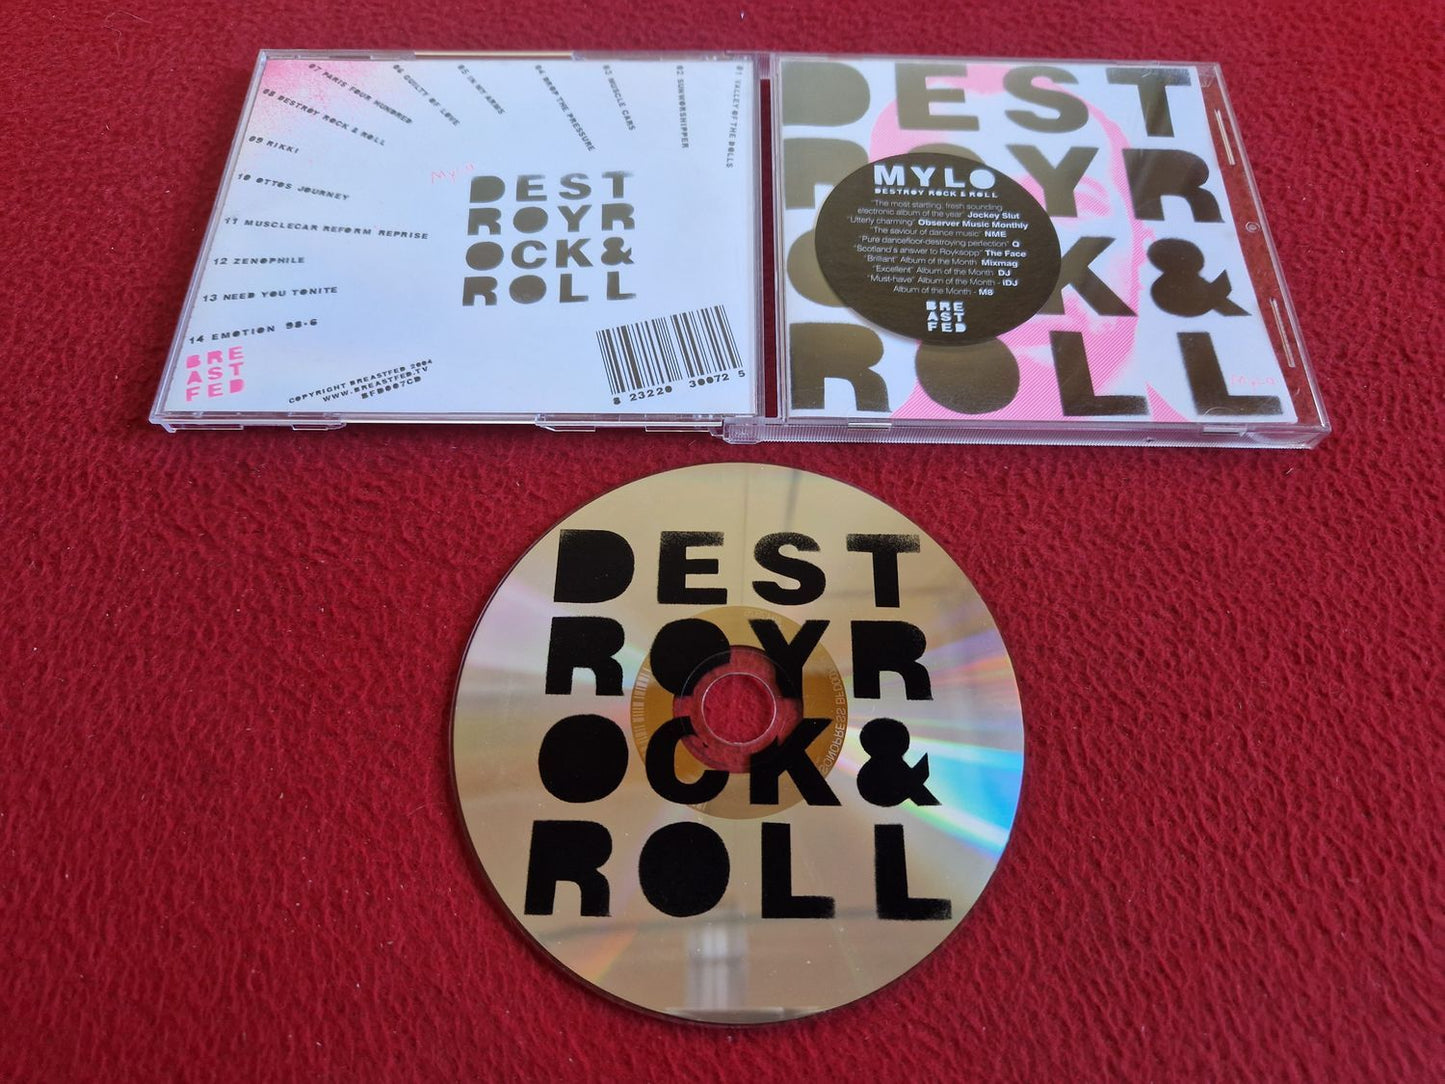 01 VALLEY OF THE DOLLS
02 SUNWORSHIPPER
03 MUSCLE CARS
04 DROP THE PRESSURE
05 IN MY ARMS
06 GUILTY OF LOVE
07 PARIS FOUR HUNDRED
08 DESTROY ROCK & ROLL
09 RIKKI
10 OTTOS JOURNEY
11 MUSCLECAR REFORM REPRISE
12 ZENOPHILE
13 NEED YOU TONITE
14 EMOTION 98.6
Mylo
DEST
ROYR
OCK&
ROLL
BRE
AST
FED
COPYRIGHT BREASTFED 2004
WWW.BREASTFED.TV
BFD007CD
8 23220 30072 5
DEST
ROYR
OCK&
ROLL
MYLO
DESTROY ROCK & ROLL
"The most startling, fresh sounding
electronic album of the year" Jockey Slut
"Utterly charming" Observer Music Monthly
"The saviour of dance music" NME
"Pure dancefloor-destroying perfection" Q
"Scotland's answer to Royksopp" The Face
"Brilliant" Album of the Month Mixmag
"Excellent" Album of the Month DJ
"Must-have" Album of the Month - iDJ
Album of the Month - M8
BRE
AST
FED
Mylo
DEST
ROYR
OCK&
ROLL